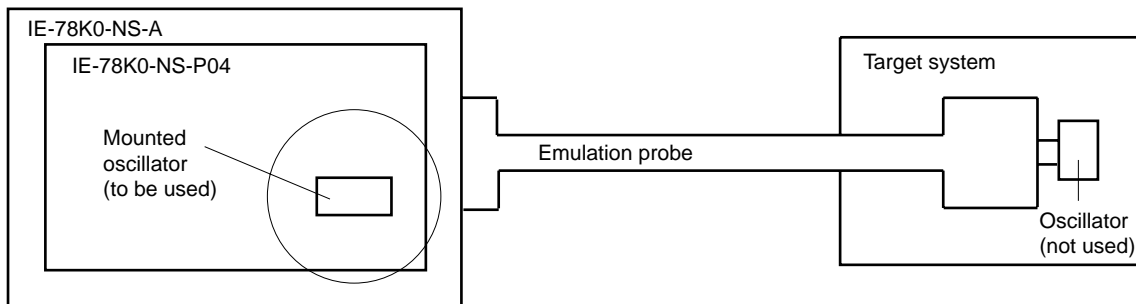 IE-78K0-NS-A
IE-78K0-NS-P04
Mounted
oscillator
(to be used)
Emulation probe
Target system
Oscillator
(not used)